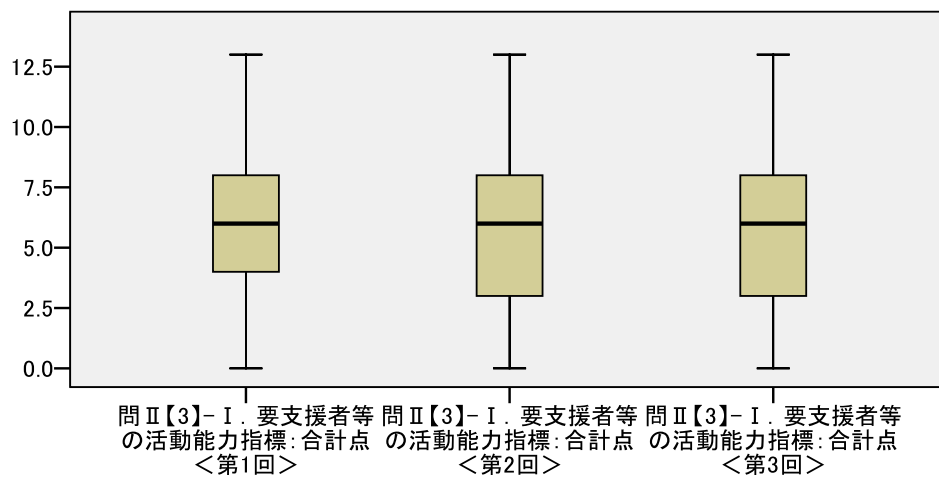 12.5
10.0
7.5
5.0
2.5
0.0
問Ⅱ【3】-Ⅰ．要支援者等
の活動能力指標：合計点
＜第1回＞
問Ⅱ【3】-Ⅰ．要支援者等
の活動能力指標：合計点
＜第2回＞
問Ⅱ【3】-Ⅰ．要支援者等
の活動能力指標：合計点
＜第3回＞